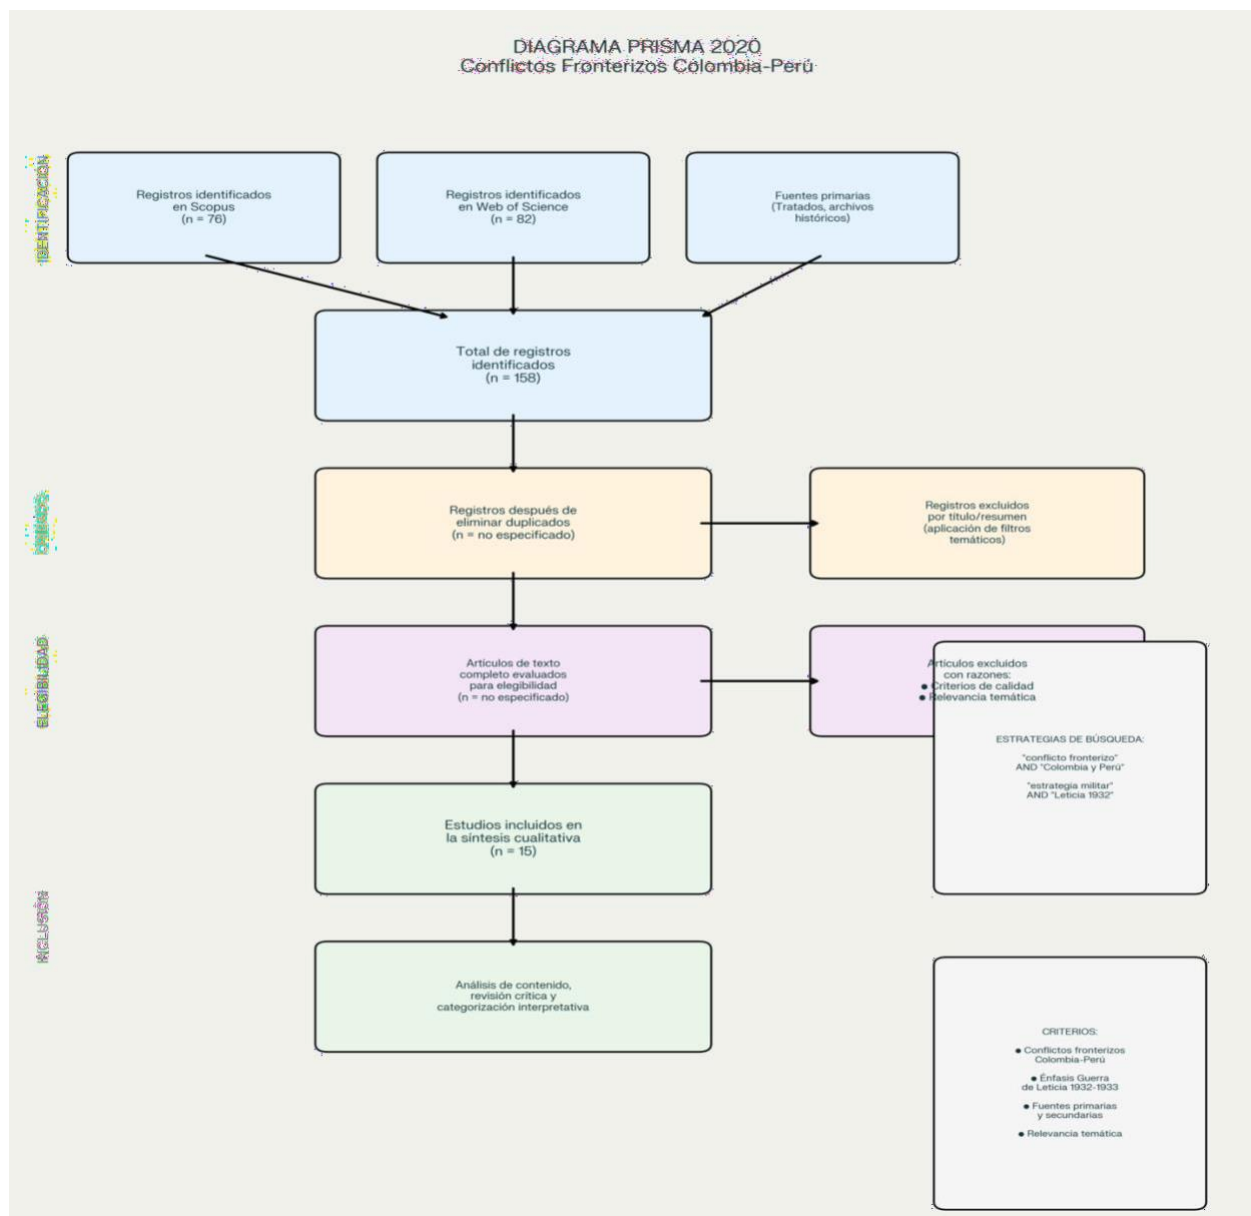 DIAGRAMA PRISMA 2020
Conflictos Fronterizos Colombia-Perú
IDENTIFICACIÓN
Registros identificados
en Scopus
(n = 76)
Registros identificados
en Web of Science
(n = 82)
Fuentes primarias
(Tratados, archivos
históricos)
Total de registros
identificados
(n = 158)
Registros después de
eliminar duplicados
(n = no especificado)
Registros excluidos
por título/resumen
(aplicación de filtros
temáticos)
ELEGIBILIDAD
Artículos de texto
completo evaluados
para elegibilidad
(n = no especificado)
Artículos excluidos
con razones:
● Criterios de calidad
● Relevancia temática
ESTRATEGIAS DE BÚSQUEDA:
"conflicto fronterizo"
AND "Colombia y Perú"
"estrategia militar"
AND "Leticia 1932"
INCLUSIÓN
Estudios incluidos en
la síntesis cualitativa
(n = 15)
Análisis de contenido,
revisión crítica y
categorización interpretativa
CRITERIOS:
● Conflictos fronterizos
Colombia-Perú
● Énfasis Guerra
de Leticia 1932-1933
● Fuentes primarias
y secundarias
● Relevancia temática